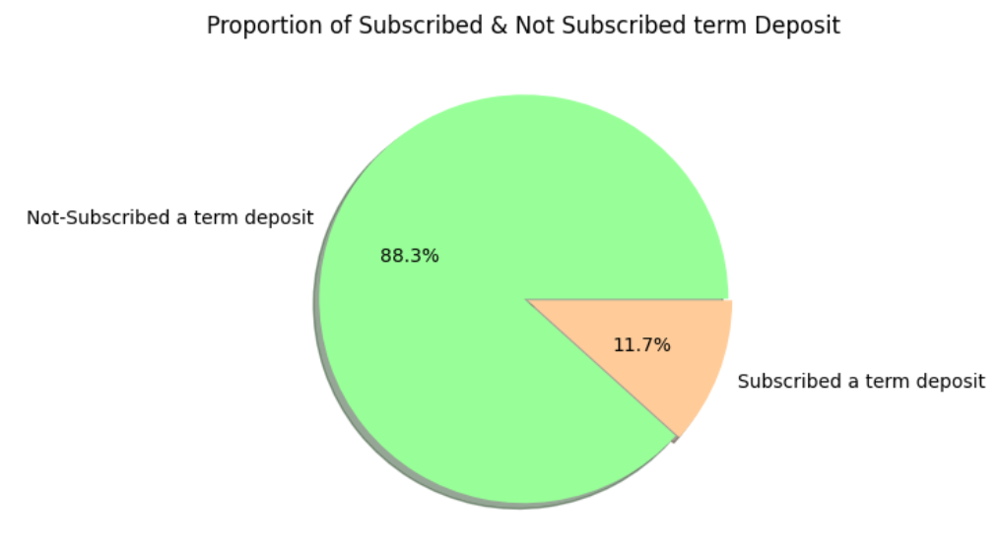 Proportion of Subscribed & Not Subscribed term Deposit
Not-Subscribed a term deposit
88.3%
11.7%
Subscribed a term deposit